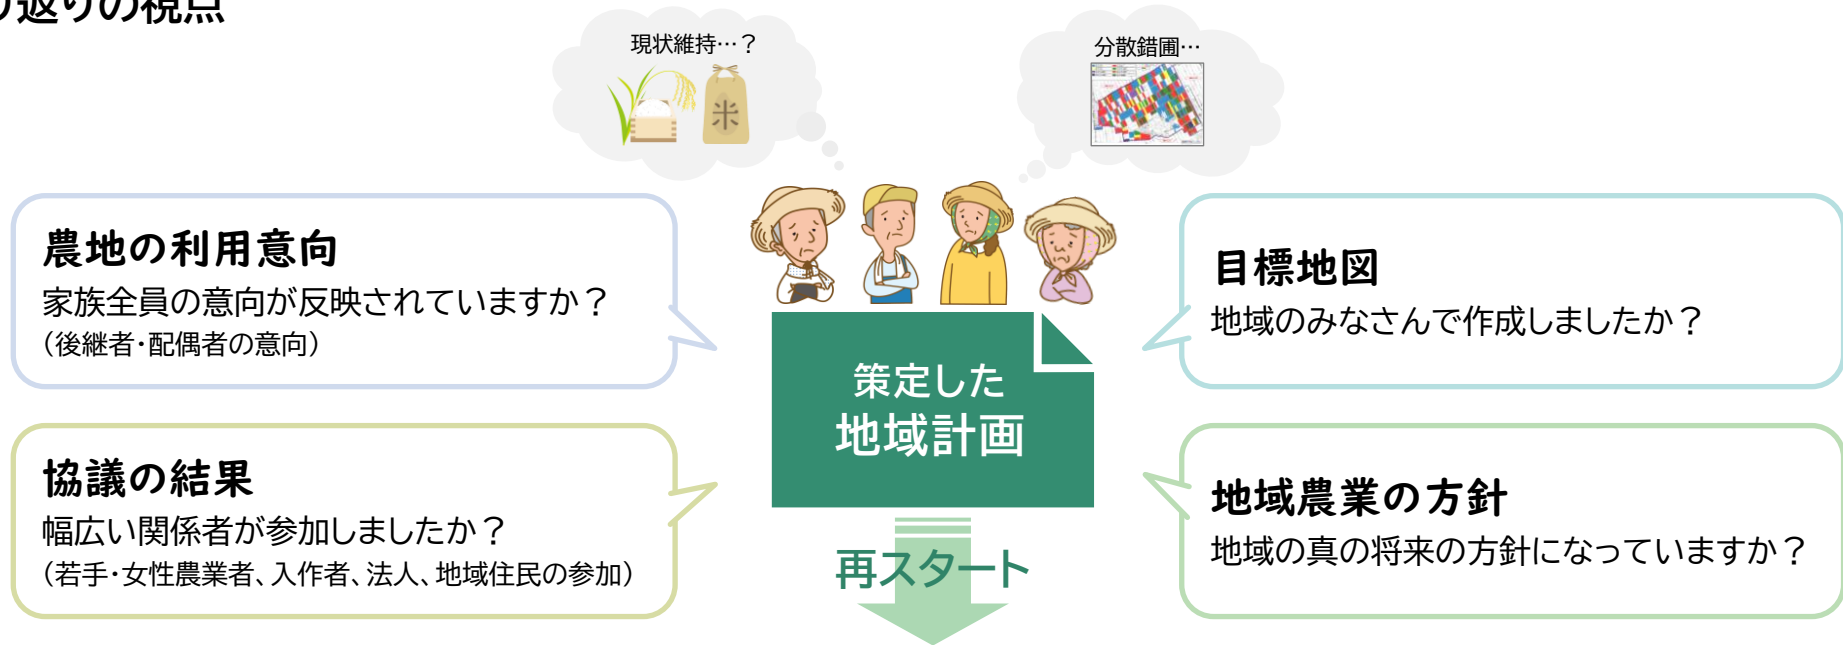 り返りの視点
現状維持…？
分散錯圃…
米
農地の利用意向
家族全員の意向が反映されていますか？
（後継者・配偶者の意向）
目標地図
地域のみなさんで作成しましたか？
策定した
地域計画
協議の結果
幅広い関係者が参加しましたか？
（若手・女性農業者、入作者、法人、地域住民の参加）
地域農業の方針
地域の真の将来の方針になっていますか？
再スタート